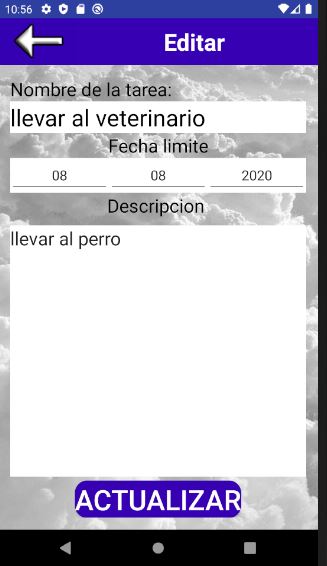 10:56
Editar
Nombre de la tarea:
llevar al veterinario
Fecha limite
08 08 2020
Descripcion
llevar al perro
ACTUALIZAR